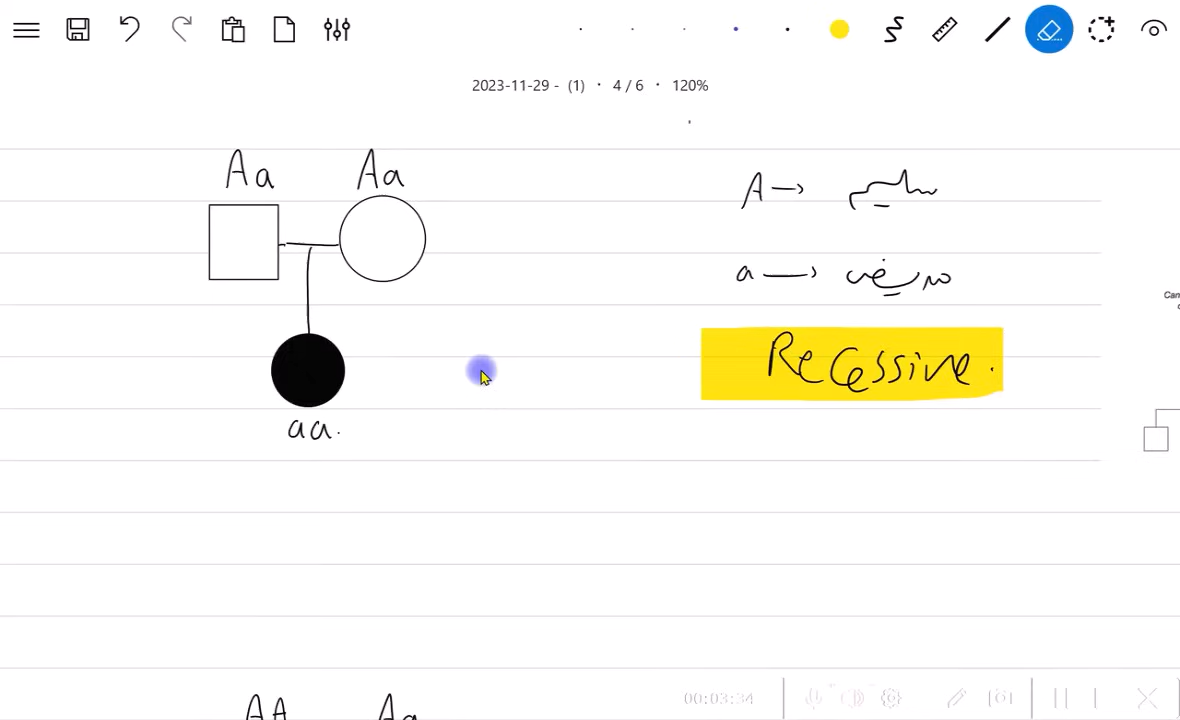 2023-11-29 - (1) · 4 / 6 · 120%
Aa Aa
A → سليم
a → مريض
Recessive.
aa.
AA Aa
00:03:34